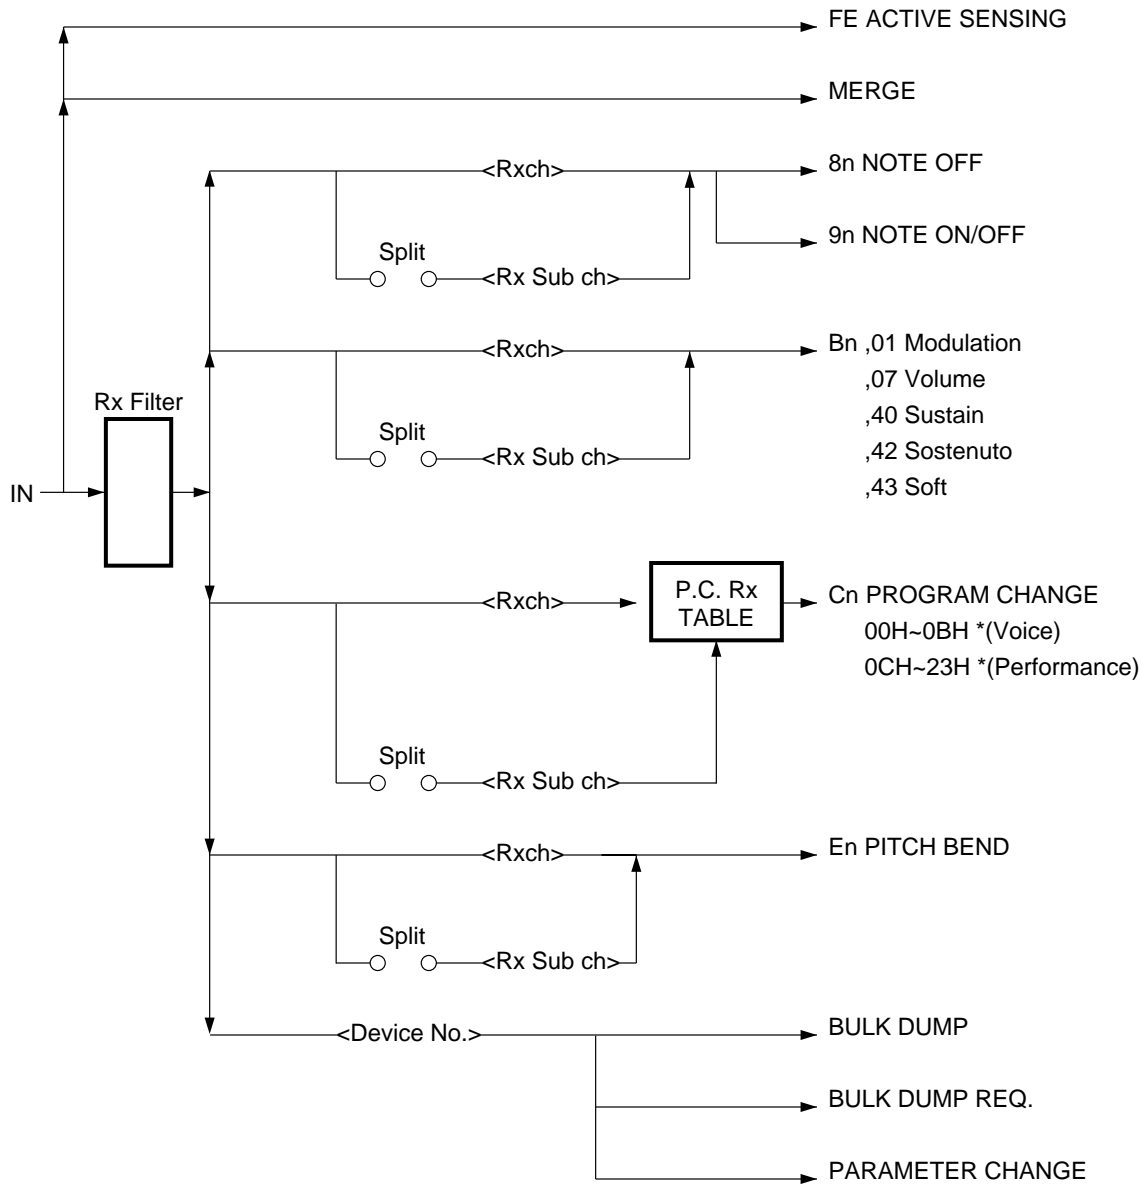 FE ACTIVE SENSING
MERGE
<Rxch>
8n NOTE OFF
9n NOTE ON/OFF
Split
<Rx Sub ch>
<Rxch>
Bn ,01 Modulation
,07 Volume
Rx Filter
Split
,40 Sustain
<Rx Sub ch>
,42 Sostenuto
,43 Soft
IN
<Rxch>
P.C. Rx
TABLE
Cn PROGRAM CHANGE
00H~0BH *(Voice)
0CH~23H *(Performance)
Split
<Rx Sub ch>
<Rxch>
En PITCH BEND
Split
<Rx Sub ch>
<Device No.>
BULK DUMP
BULK DUMP REQ.
PARAMETER CHANGE